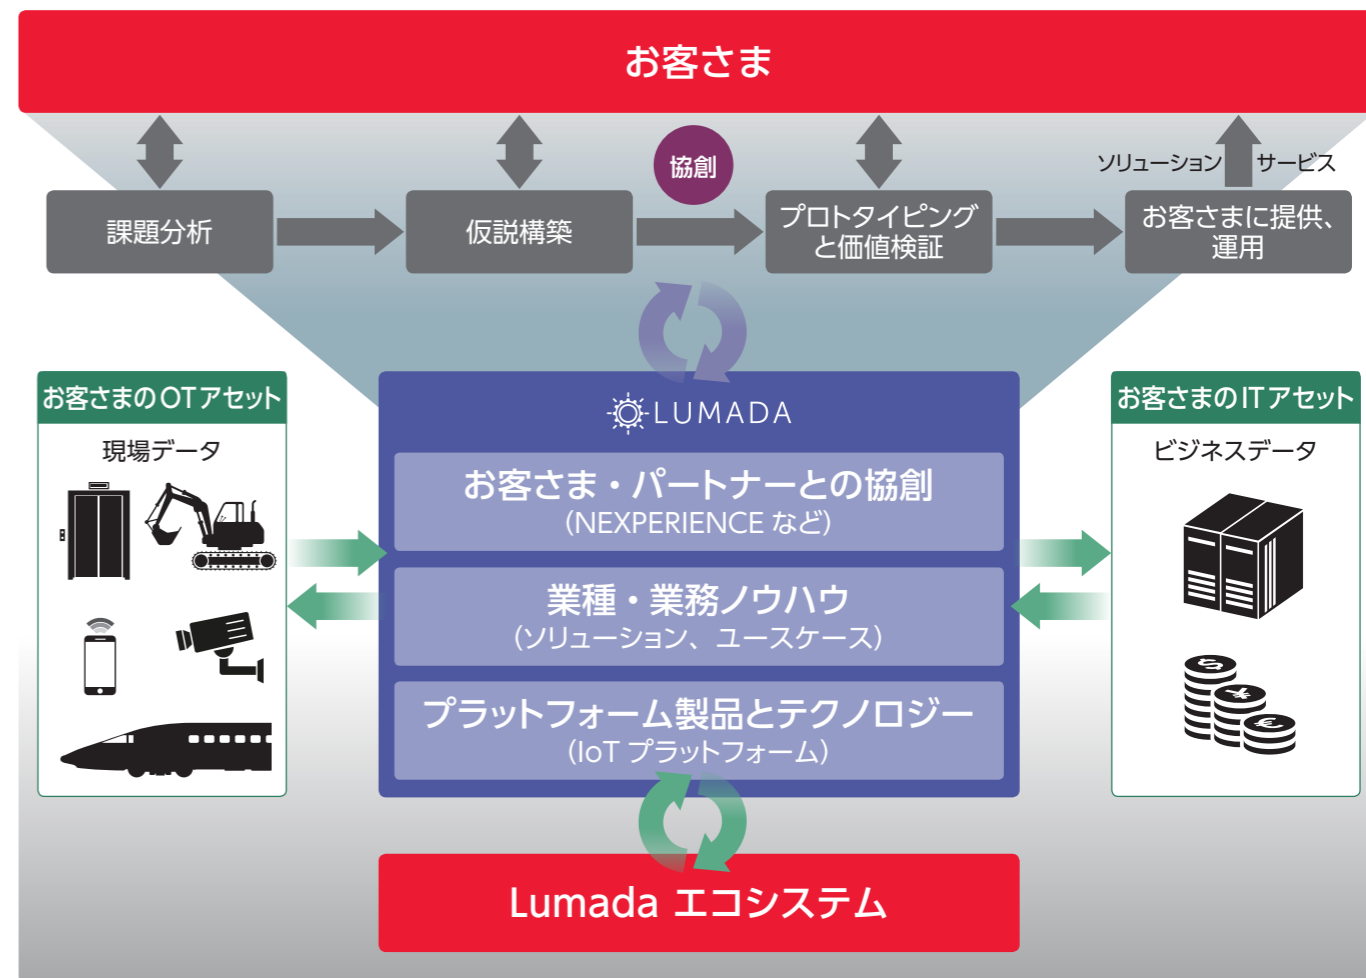 お客さま
協創
ソリューション サービス
課題分析
仮説構築
プロトタイピング
と価値検証
お客さまに提供、
運用
お客さまのOTアセット
現場データ
LUMADA
お客さま・パートナーとの協創
(NEXPERIENCE など)
業種・業務ノウハウ
(ソリューション、ユースケース)
プラットフォーム製品とテクノロジー
(IoT プラットフォーム)
お客さまのITアセット
ビジネスデータ
$
¥
€
Lumada エコシステム